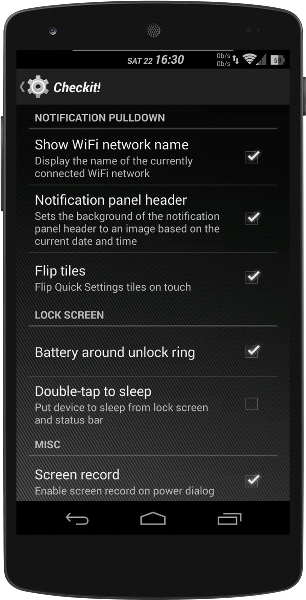 SAT 22 16:30
0b/s
0b/s
Checkit!
NOTIFICATION PULLDOWN
Show WiFi network name
Display the name of the currently
connected WiFi network
Notification panel header
Sets the background of the notification
panel header to an image based on the
current date and time
Flip tiles
Flip Quick Settings tiles on touch
LOCK SCREEN
Battery around unlock ring
Double-tap to sleep
Put device to sleep from lock screen
and status bar
MISC
Screen record
Enable screen record on power dialog